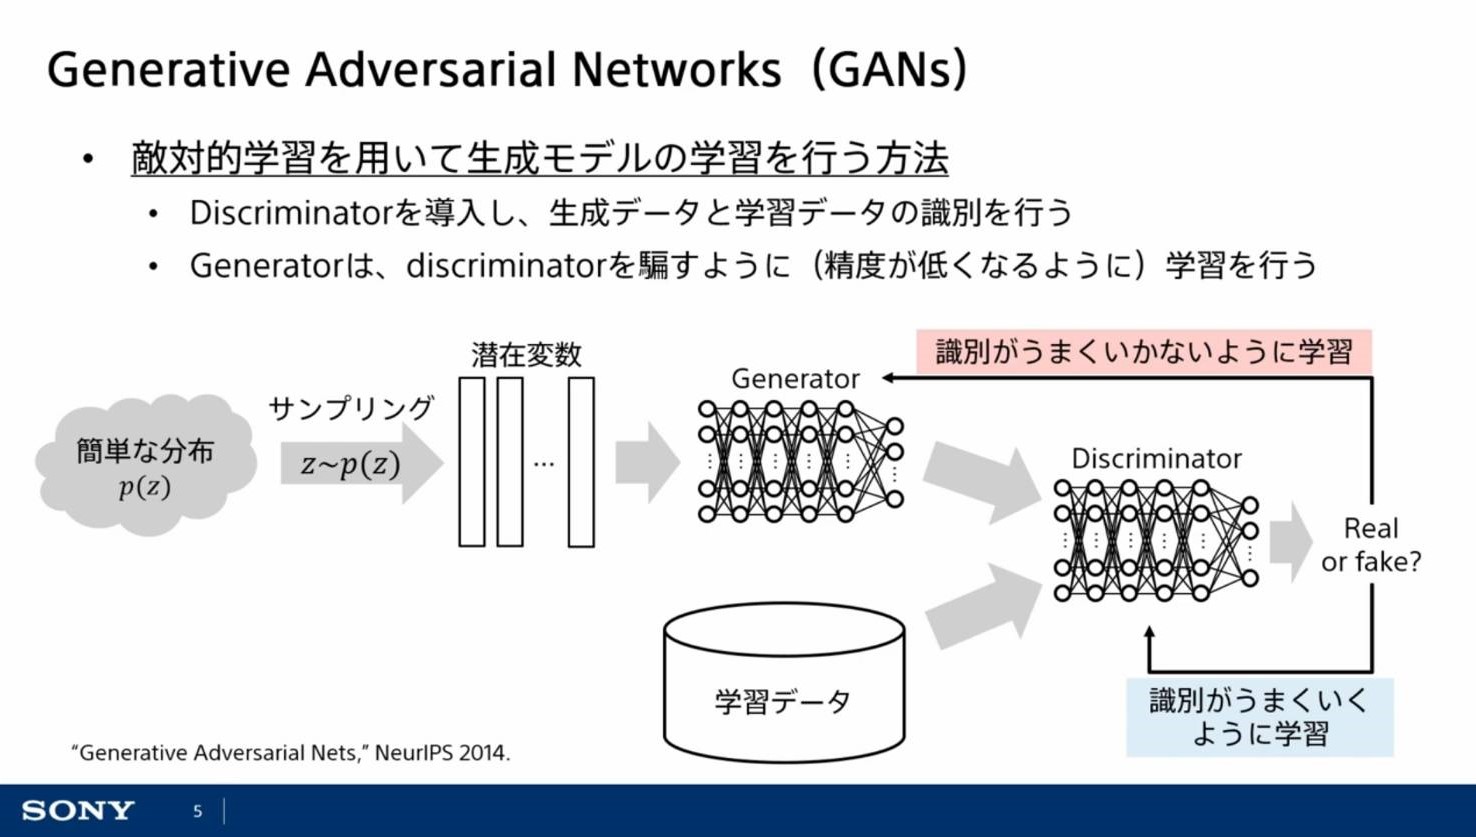 Generative Adversarial Networks（GANs）
• 敵対的学習を用いて生成モデルの学習を行う方法
• Discriminatorを導入し、生成データと学習データの識別を行う
• Generatorは、discriminatorを騙すように（精度が低くなるように）学習を行う
簡単な分布
p(z)
サンプリング
z~p(z)
潜在変数
...
Generator
識別がうまくいかないように学習
学習データ
Discriminator
Real
or fake?
識別がうまくいく
ように学習
“Generative Adversarial Nets,” NeurIPS 2014.
SONY 5